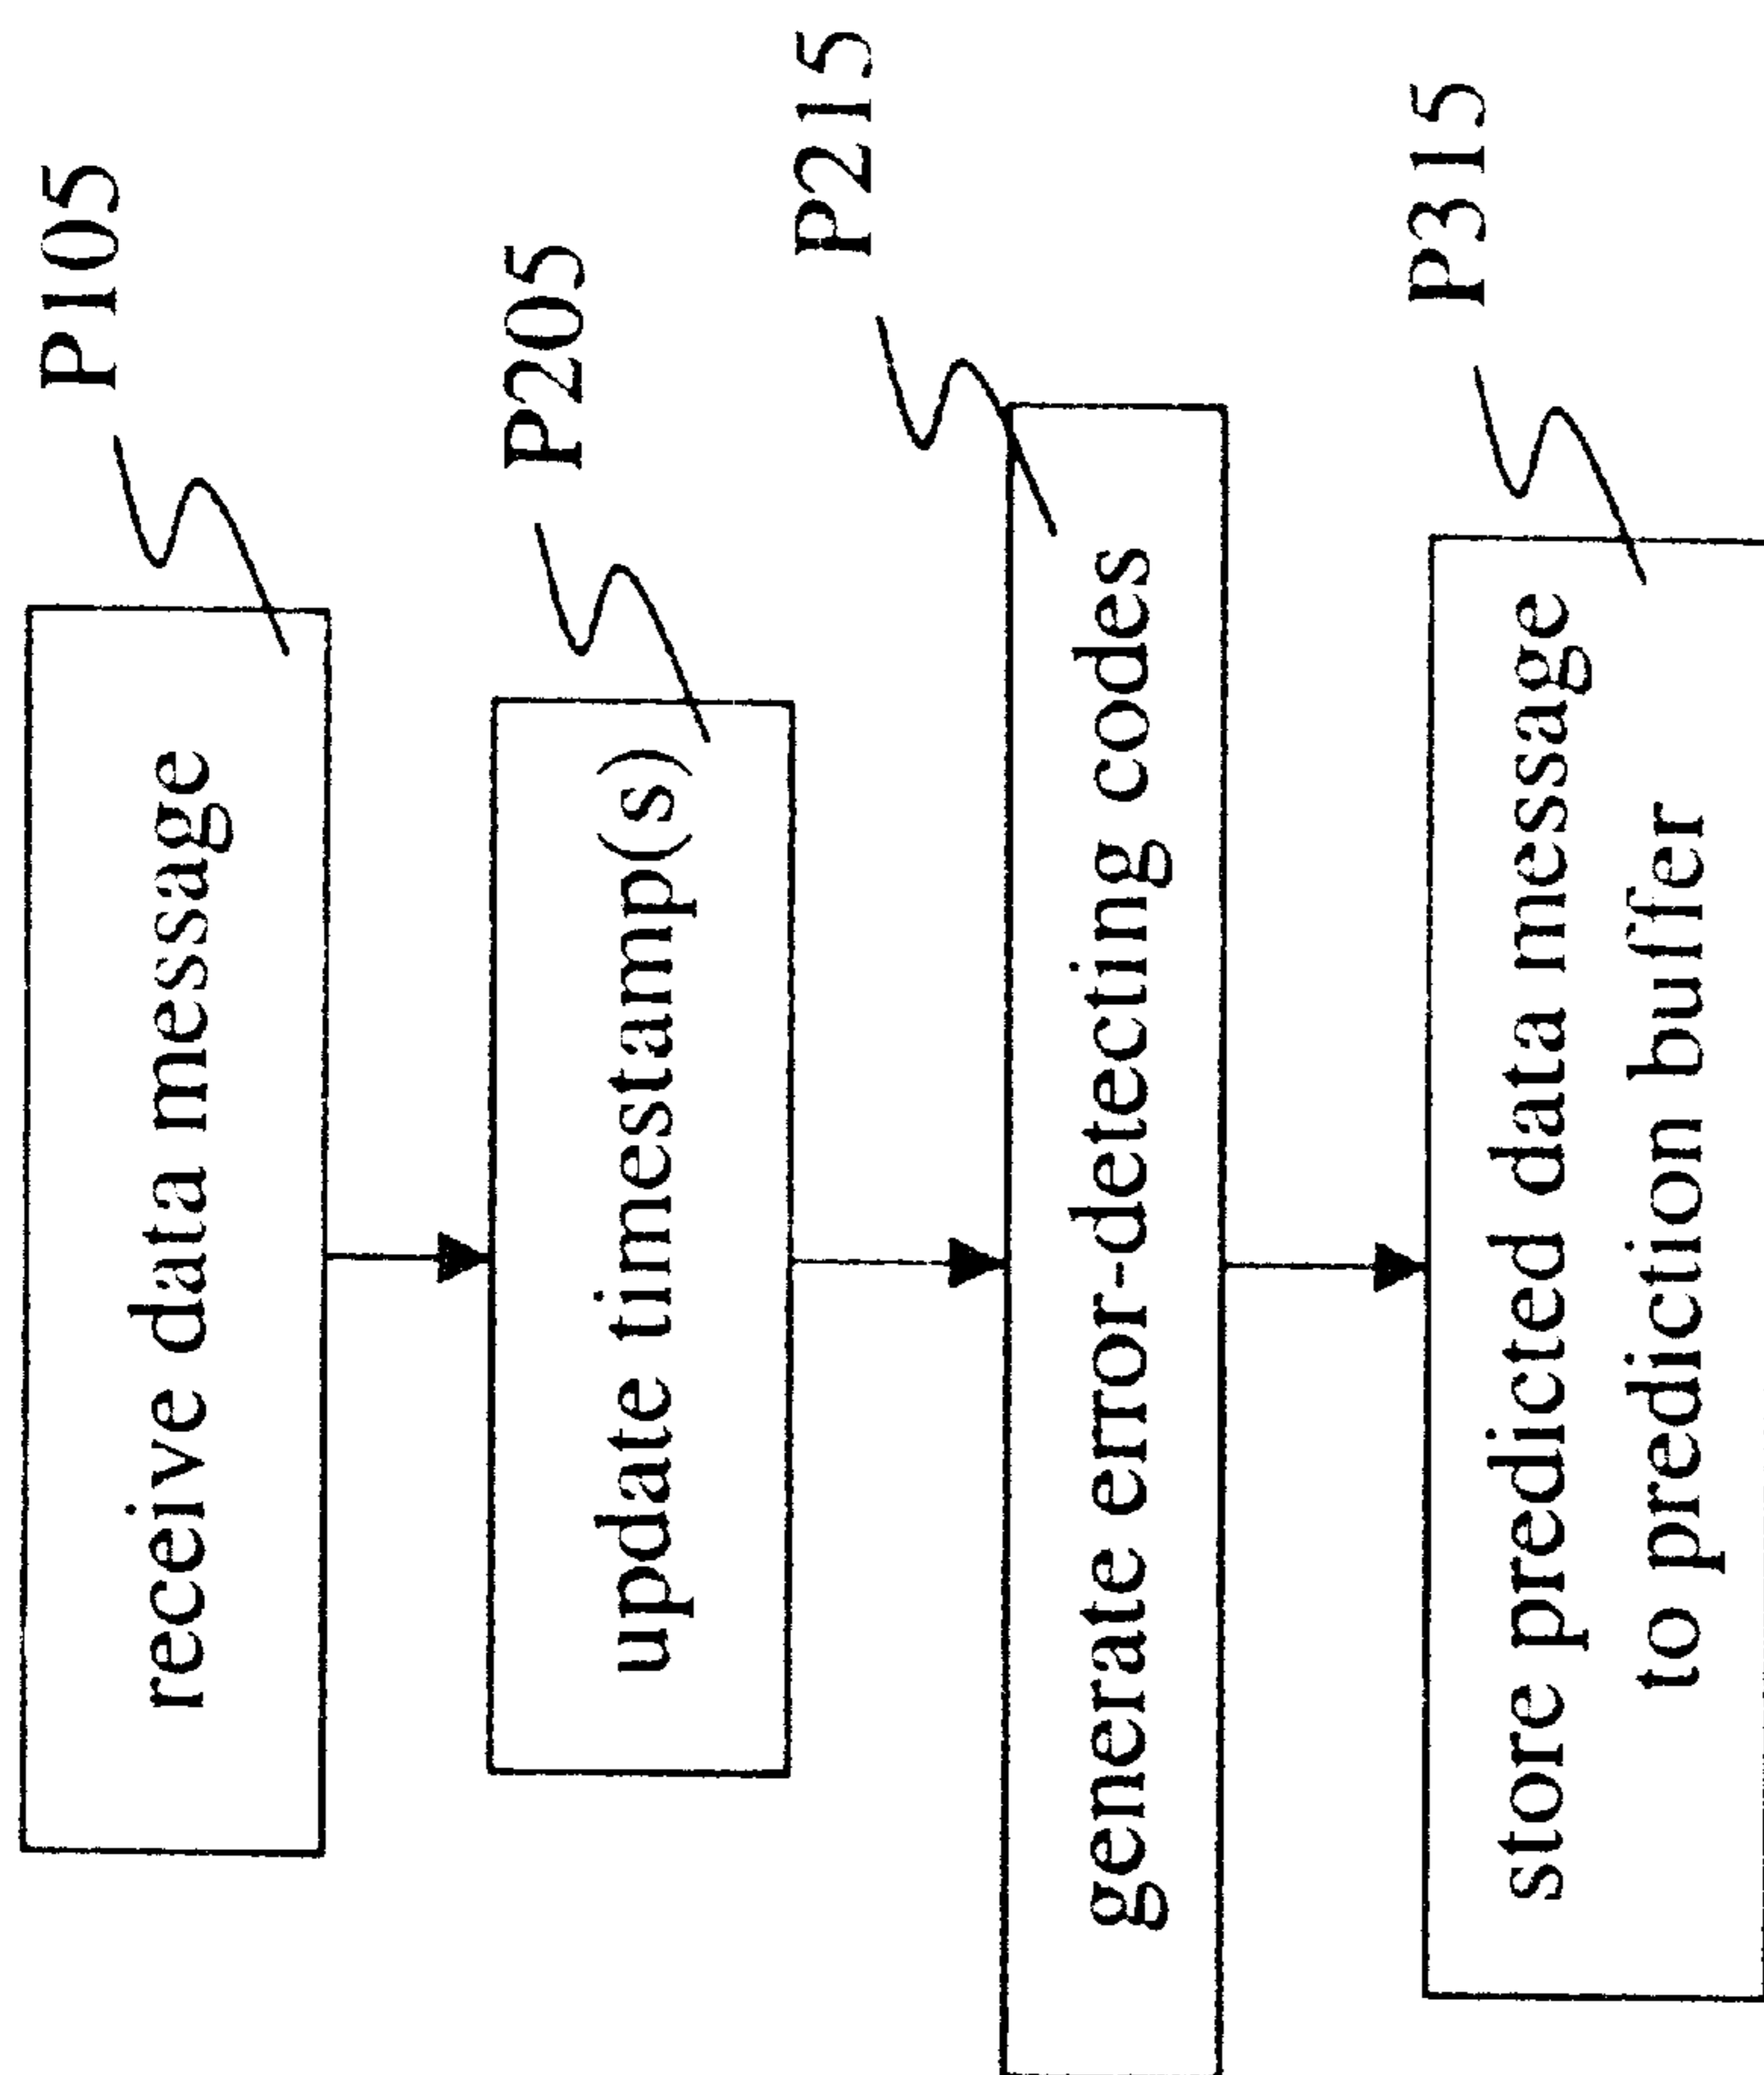 receive data message
P105
update timestamp(s)
P205
generate error-detecting codes
P215
store predicted data message
to prediction buffer
P315